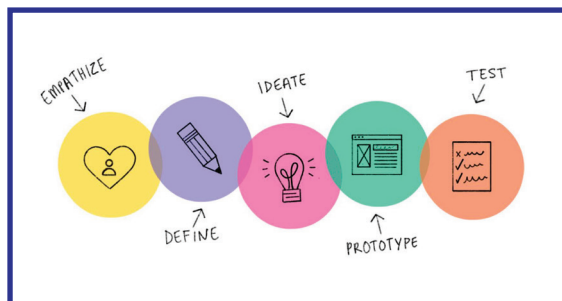 EMPATHIZE
DEFINE
IDEATE
PROTOTYPE
TEST